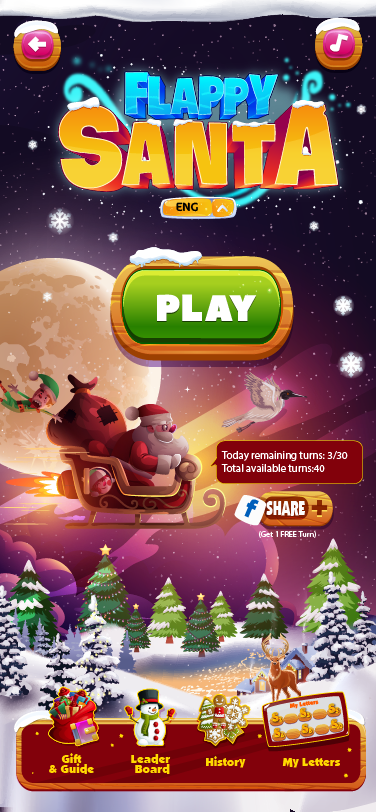 FLAPPY
SANTA
ENG
PLAY
Today remaining turns: 3/30
Total available turns:40
f SHARE +
(Get 1 FREE Turn)
My Letters
Gift
& Guide
Leader
Board
History
My Letters